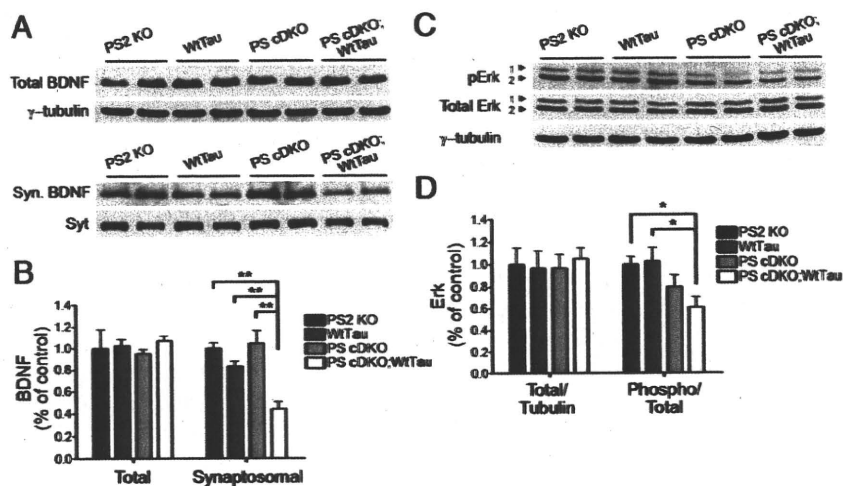 A
PS2 KO WtTau PS cDKO PS cDKO; WtTau
Total BDNF
γ-tubulin
PS2 KO WtTau PS cDKO PS cDKO; WtTau
Syn. BDNF
Syt
B
BDNF
(% of control)
1.4
1.2
1.0
0.8
0.6
0.4
0.2
0.0
**
**
**
PS2 KO
WtTau
PS cDKO
PS cDKO;WtTau
Total Synaptosomal
C
PS2 KO WtTau PS cDKO PS cDKO; WtTau
pErk 1 2
Total Erk 1 2
γ-tubulin
D
Erk
(% of control)
1.4
1.2
1.0
0.8
0.6
0.4
0.2
0.0
*
*
PS2 KO
WtTau
PS cDKO
PS cDKO;WtTau
Total/
Tubulin
Phospho/
Total